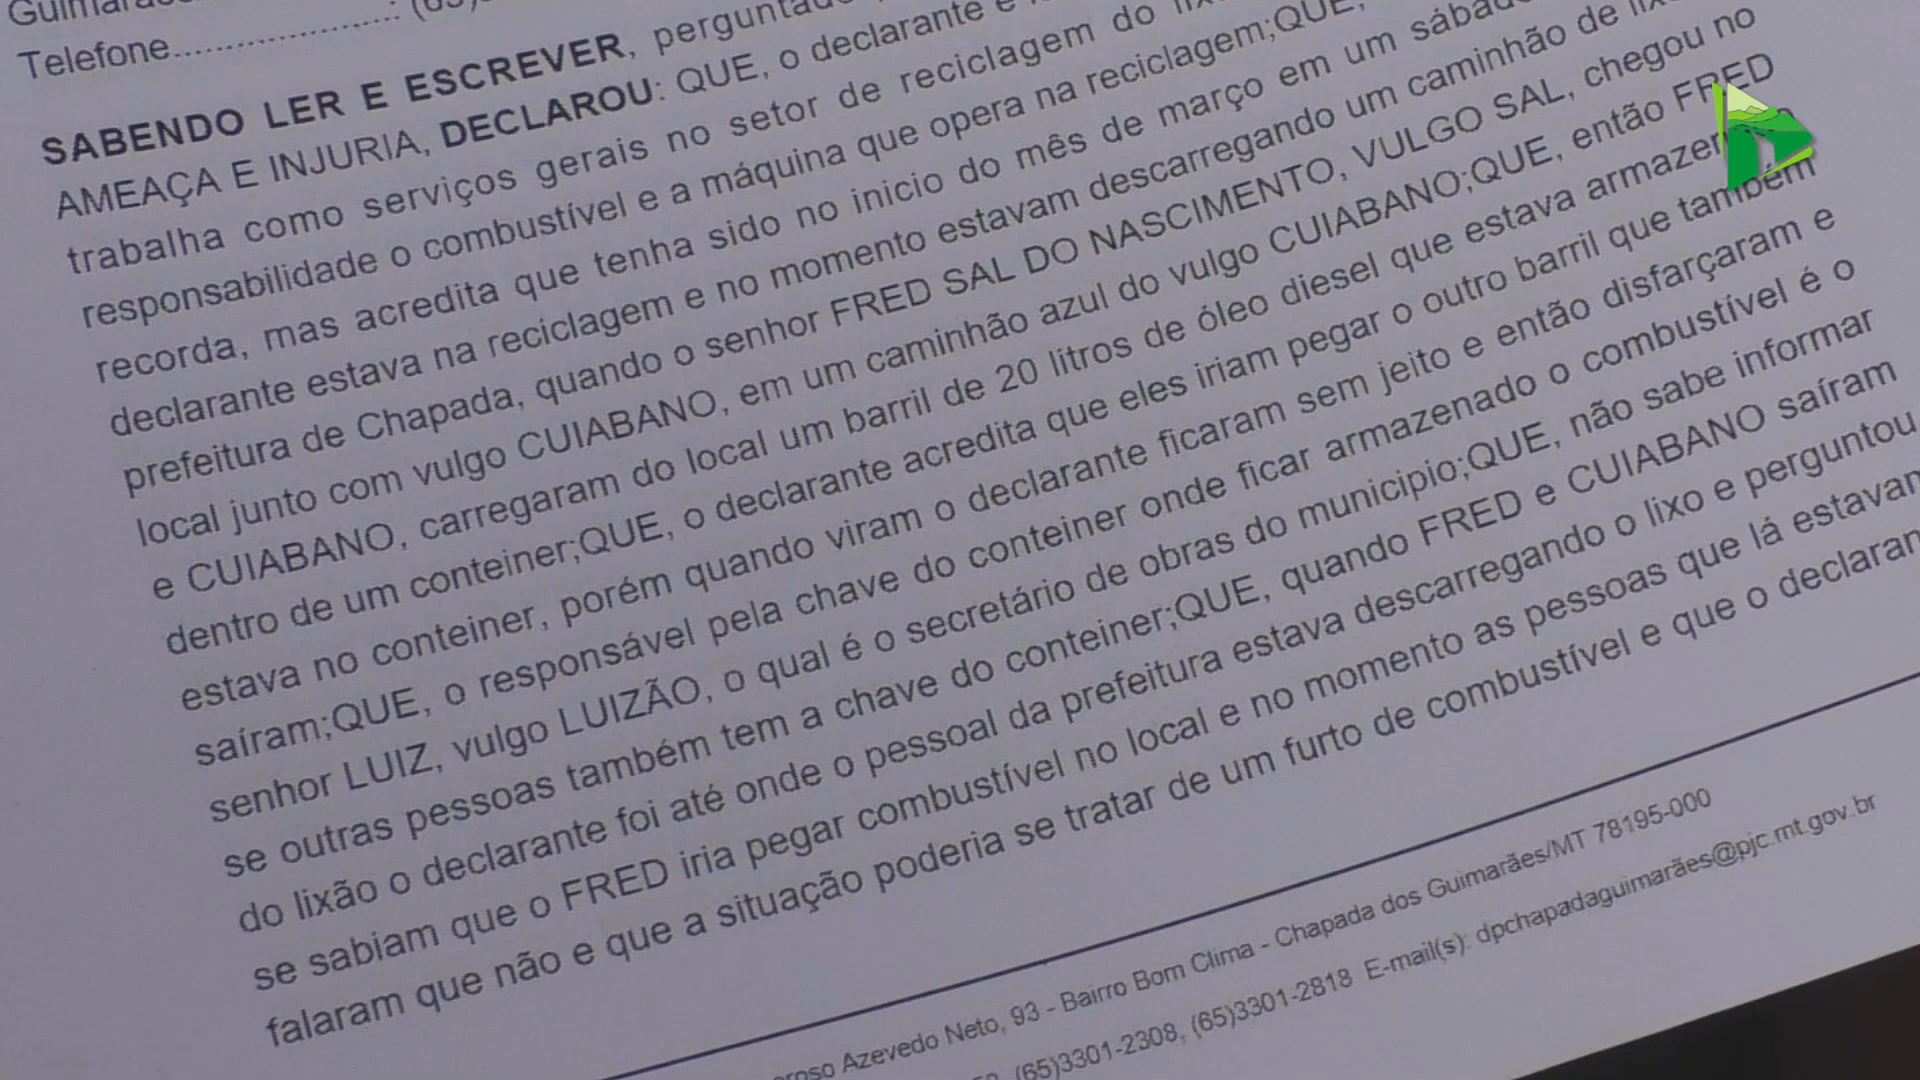 Telefone......................: (65)
SABENDO LER E ESCREVER, perguntado
AMEAÇA E INJURIA, DECLAROU: QUE, o declarante é
trabalha como serviços gerais no setor de reciclagem do
responsabilidade o combustível e a máquina que opera na reciclagem;QUE,
recorda, mas acredita que tenha sido no inicio do mês de março em um sábado
declarante estava na reciclagem e no momento estavam descarregando um caminhão de
prefeitura de Chapada, quando o senhor FRED SAL DO NASCIMENTO, VULGO SAL, chegou no
local junto com vulgo CUIABANO, em um caminhão azul do vulgo CUIABANO;QUE, então FRED
e CUIABANO, carregaram do local um barril de 20 litros de óleo diesel que estava
dentro de um conteiner;QUE, o declarante acredita que eles iriam pegar o outro barril que também
estava no conteiner, porém quando viram o declarante ficaram sem jeito e então disfarçaram e
saíram;QUE, o responsável pela chave do conteiner onde ficar armazenado o combustível é o
senhor LUIZ, vulgo LUIZÃO, o qual é o secretário de obras do municipio;QUE, não sabe informar
se outras pessoas também tem a chave do conteiner;QUE, quando FRED e CUIABANO saíram
do lixão o declarante foi até onde o pessoal da prefeitura estava descarregando o lixo e perguntou
se sabiam que o FRED iria pegar combustível no local e no momento as pessoas que lá estavam
falaram que não e que a situação poderia se tratar de um furto de combustível e que o declaran
Azevedo Neto, 93 - Bairro Bom Clima - Chapada dos Guimarães/MT 78195-000
(65)3301-2308, (65)3301-2818 E-mail(s): dpchapadaguimarães@pjc.mt.gov.br